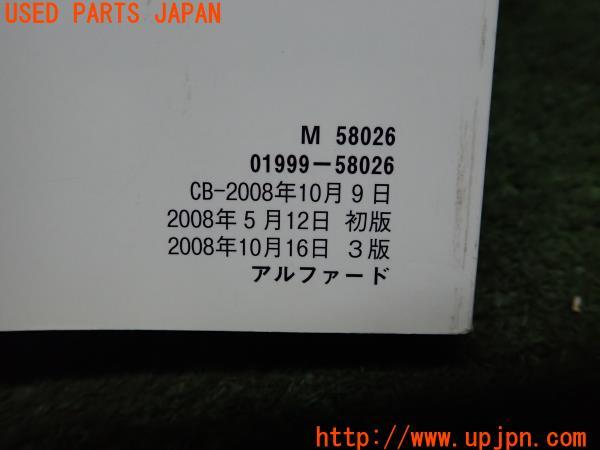 USED PARTS JAPAN
M 58026
01999-58026
CB-2008年10月9日
2008年5月12日 初版
2008年10月16日 3版
アルファード
http://www.upjpn.com